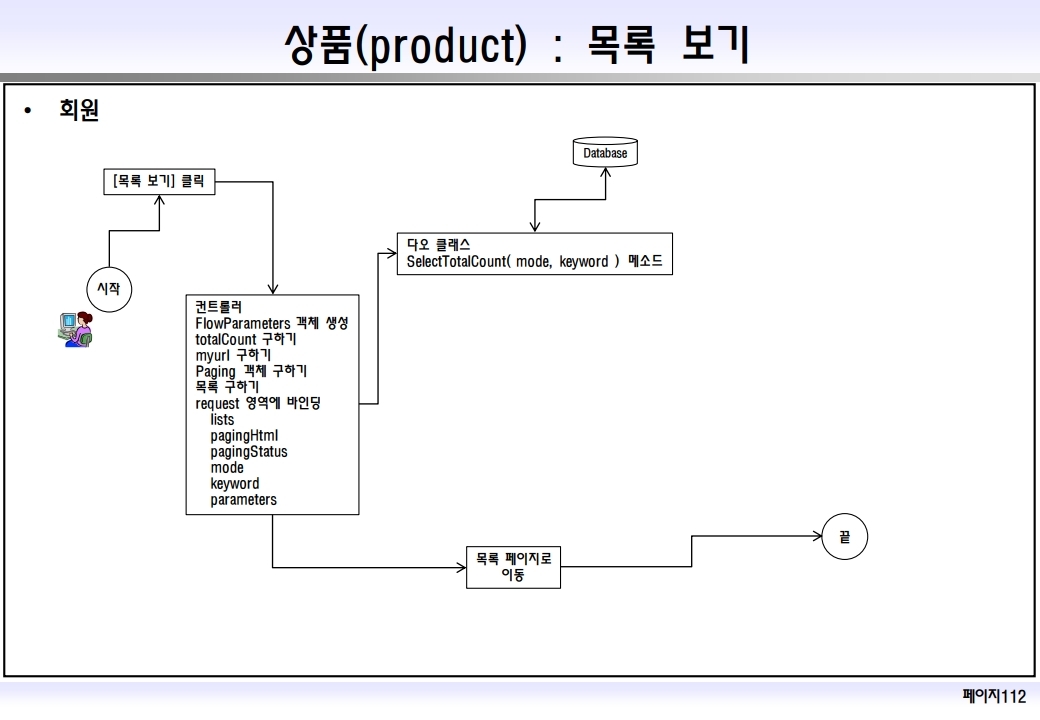 상품(product) : 목록 보기
• 회원
Database
[목록 보기] 클릭
다오 클래스
SelectTotalCount( mode, keyword ) 메소드
시작
컨트롤러
FlowParameters 객체 생성
totalCount 구하기
myurl 구하기
Paging 객체 구하기
목록 구하기
request 영역에 바인딩
lists
pagingHtml
pagingStatus
mode
keyword
parameters
목록 페이지로
이동
끝
페이지112